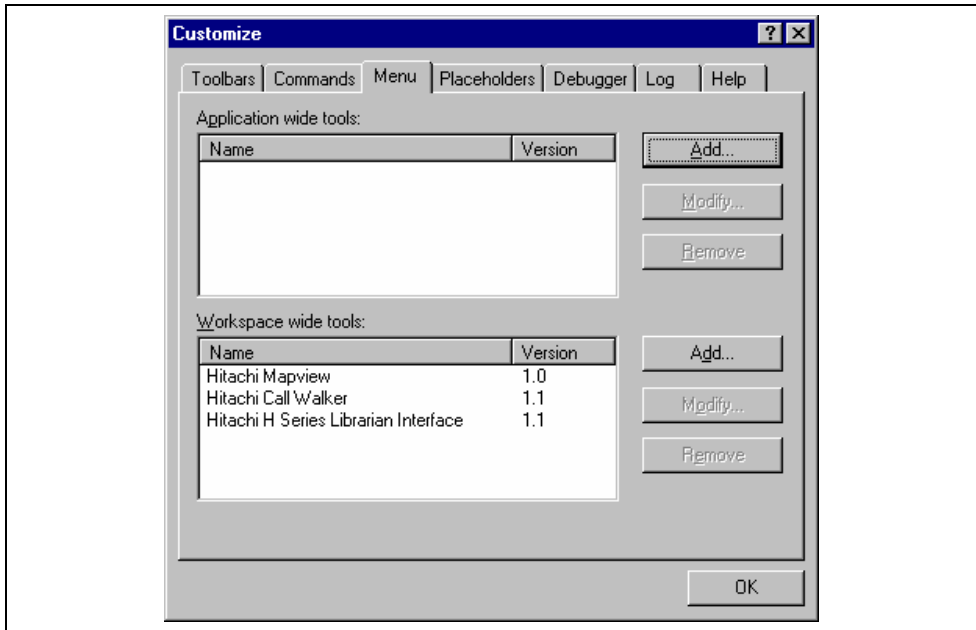 Customize
Toolbars Commands Menu Placeholders Debugger Log Help
Application wide tools:
Name Version
Add...
Modify...
Remove
Workspace wide tools:
Name Version
Hitachi Mapview 1.0
Hitachi Call Walker 1.1
Hitachi H Series Librarian Interface 1.1
Add...
Modify...
Remove
OK